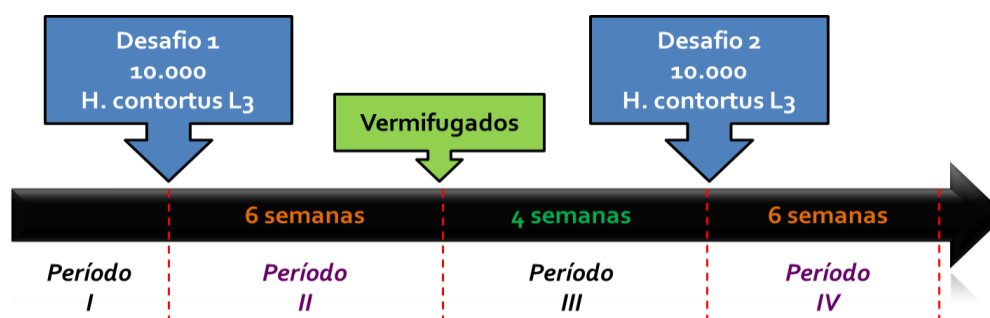 Desafio 1
10.000
H. contortus L3
Vermifugados
Desafio 2
10.000
H. contortus L3
6 semanas
4 semanas
6 semanas
Período
I
Período
II
Período
III
Período
IV